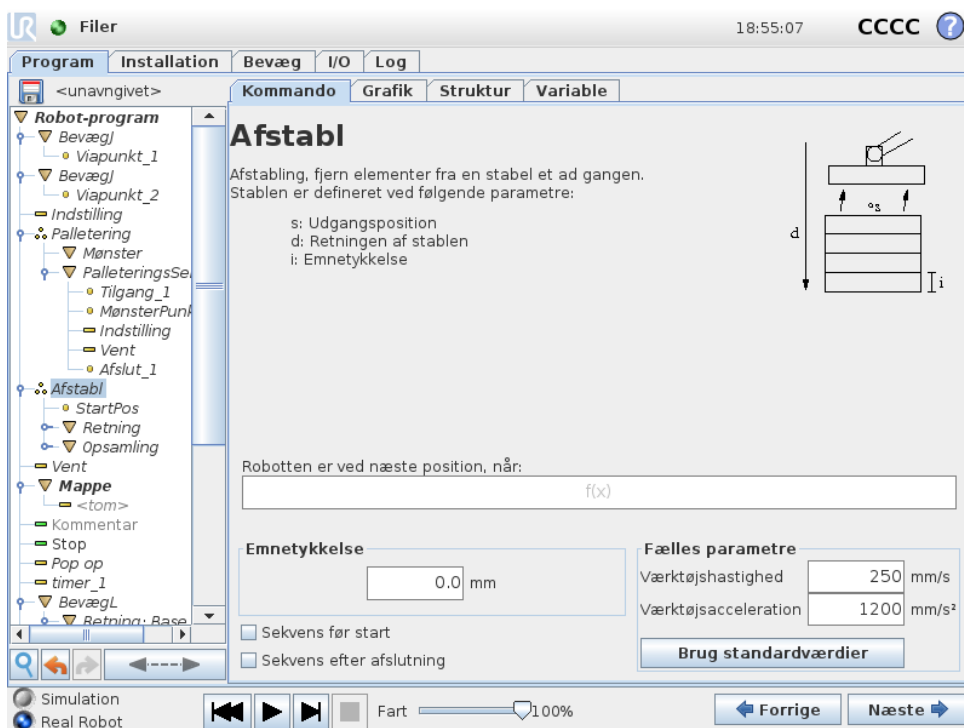 UR Filer 18:55:07 CCCC ?
Program Installation Bevæg I/O Log
<unavngivet>
Kommando Grafik Struktur Variable
Robot-program
BevægJ
Viapunkt_1
BevægJ
Viapunkt_2
Indstilling
Palletering
Mønster
PalleteringsSe
Tilgang_1
MønsterPunk
Indstilling
Vent
Afslut_1
Afstabl
StartPos
Retning
Opsamling
Vent
Mappe
<tom>
Kommentar
Stop
Pop op
timer_1
BevægL
Retning: Base
Afstabl
Afstabling, fjern elementer fra en stabel et ad gangen.
Stablen er defineret ved følgende parametre:
s: Udgangsposition
d: Retningen af stablen
i: Emnetykkelse
s
d
i
Robotten er ved næste position, når:
f(x)
Emnetykkelse
0.0 mm
Sekvens før start
Sekvens efter afslutning
Fælles parametre
Værktøjshastighed 250 mm/s
Værktøjsacceleration 1200 mm/s²
Brug standardværdier
Simulation
Real Robot
Fart 100%
Forrige Næste